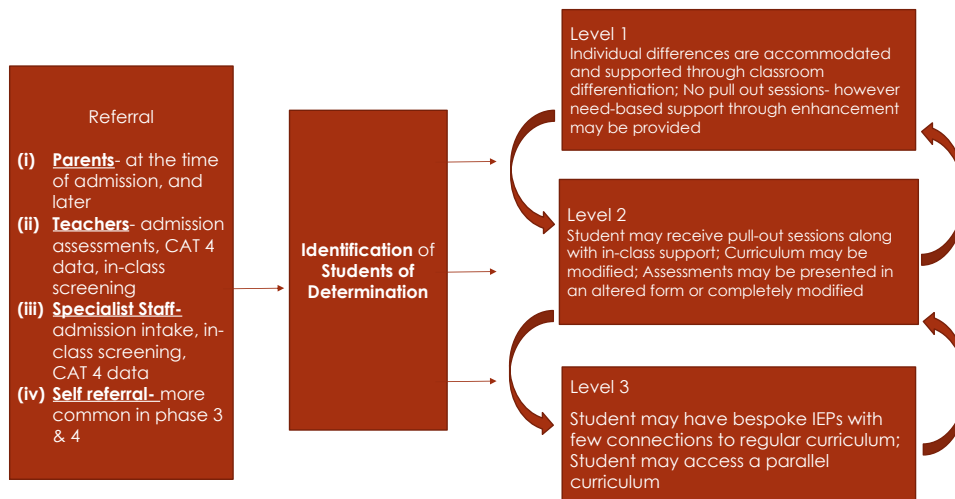 Referral
(i) Parents- at the time
of admission, and
later
(ii) Teachers- admission
assessments, CAT 4
data, in-class
screening
(iii) Specialist Staff-
admission intake, in-
class screening,
CAT 4 data
(iv) Self referral- more
common in phase 3
& 4
Identification of
Students of
Determination
Level 1
Individual differences are accommodated
and supported through classroom
differentiation; No pull out sessions- however
need-based support through enhancement
may be provided
Level 2
Student may receive pull-out sessions along
with in-class support; Curriculum may be
modified; Assessments may be presented in
an altered form or completely modified
Level 3
Student may have bespoke IEPs with
few connections to regular curriculum;
Student may access a parallel
curriculum